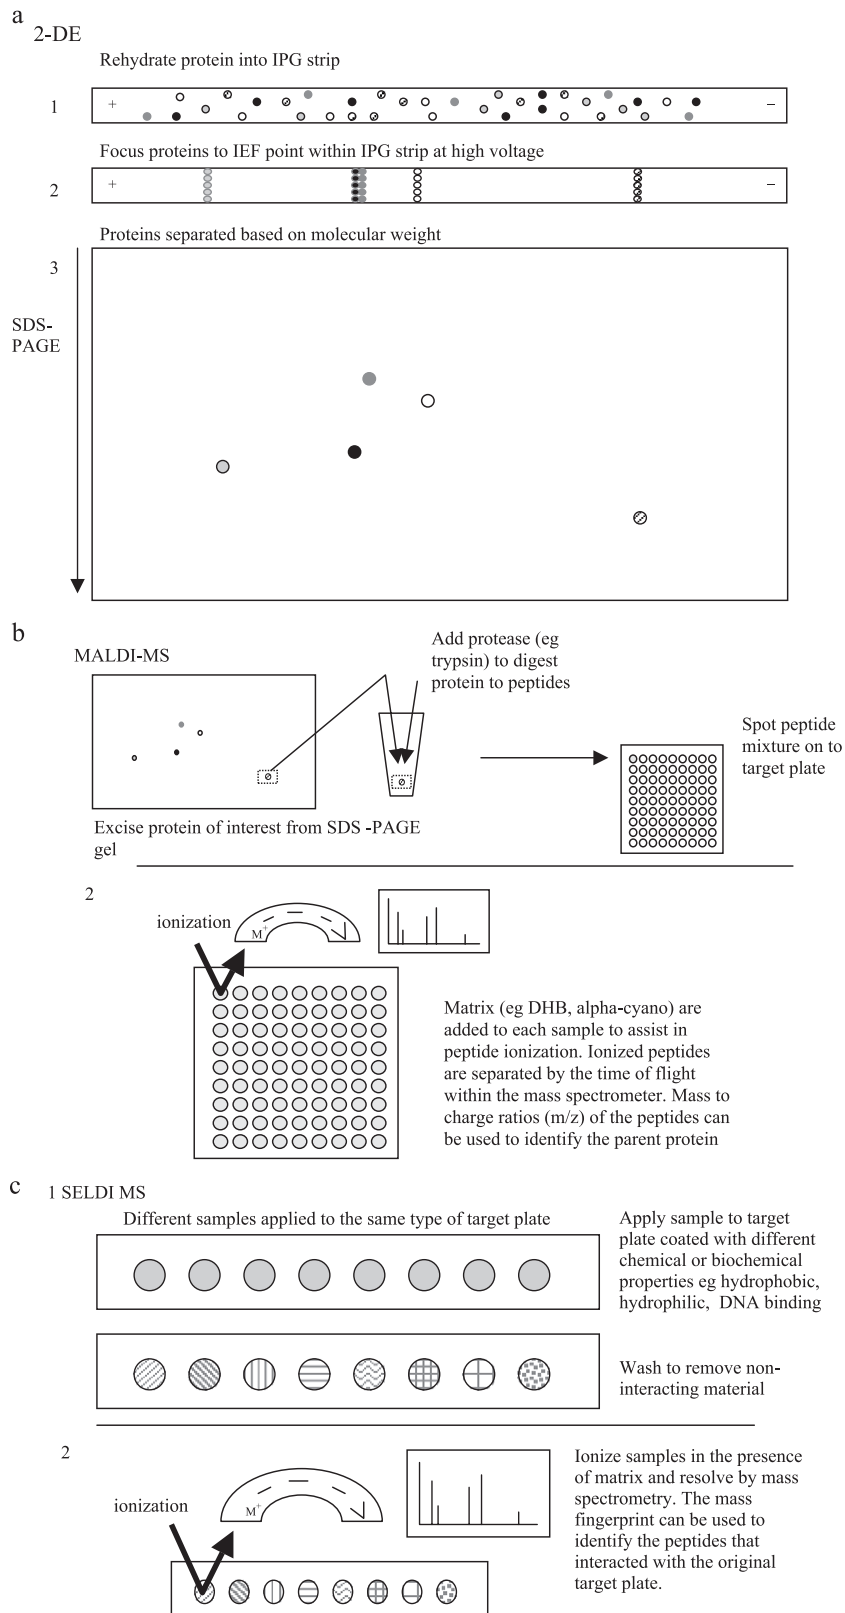 a
2-DE
Rehydrate protein into IPG strip
1
+
−
Focus proteins to IEF point within IPG strip at high voltage
2
+
−
Proteins separated based on molecular weight
3
SDS-
PAGE
b
MALDI-MS
Add protease (eg
trypsin) to digest
protein to peptides
Spot peptide
mixture on to
target plate
Excise protein of interest from SDS -PAGE
gel
2
ionization
M+
Matrix (eg DHB, alpha-cyano) are
added to each sample to assist in
peptide ionization. Ionized peptides
are separated by the time of flight
within the mass spectrometer. Mass to
charge ratios (m/z) of the peptides can
be used to identify the parent protein
c
1 SELDI MS
Different samples applied to the same type of target plate
Apply sample to target
plate coated with different
chemical or biochemical
properties eg hydrophobic,
hydrophilic, DNA binding
Wash to remove non-
interacting material
2
ionization
M+
Ionize samples in the presence
of matrix and resolve by mass
spectrometry. The mass
fingerprint can be used to
identify the peptides that
interacted with the original
target plate.